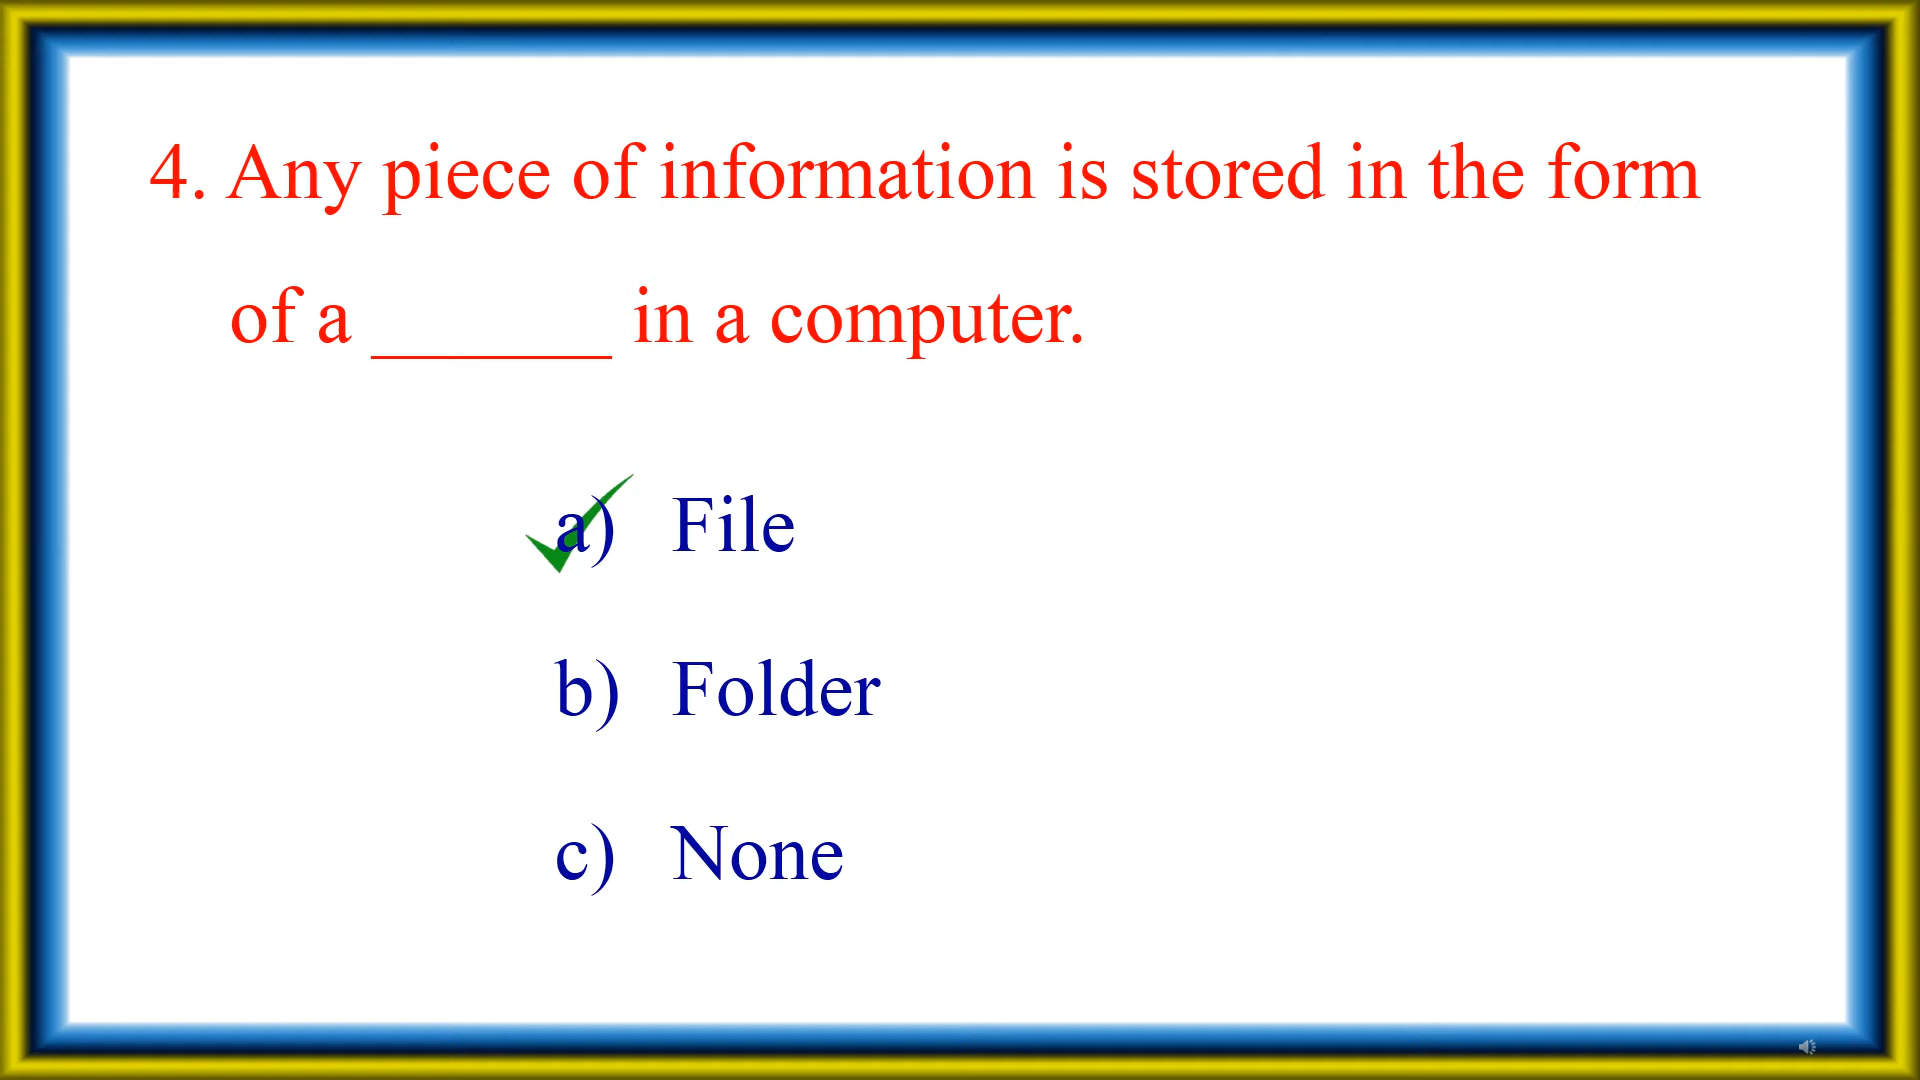 4. Any piece of information is stored in the form
of a ______ in a computer.
a) File
b) Folder
c) None